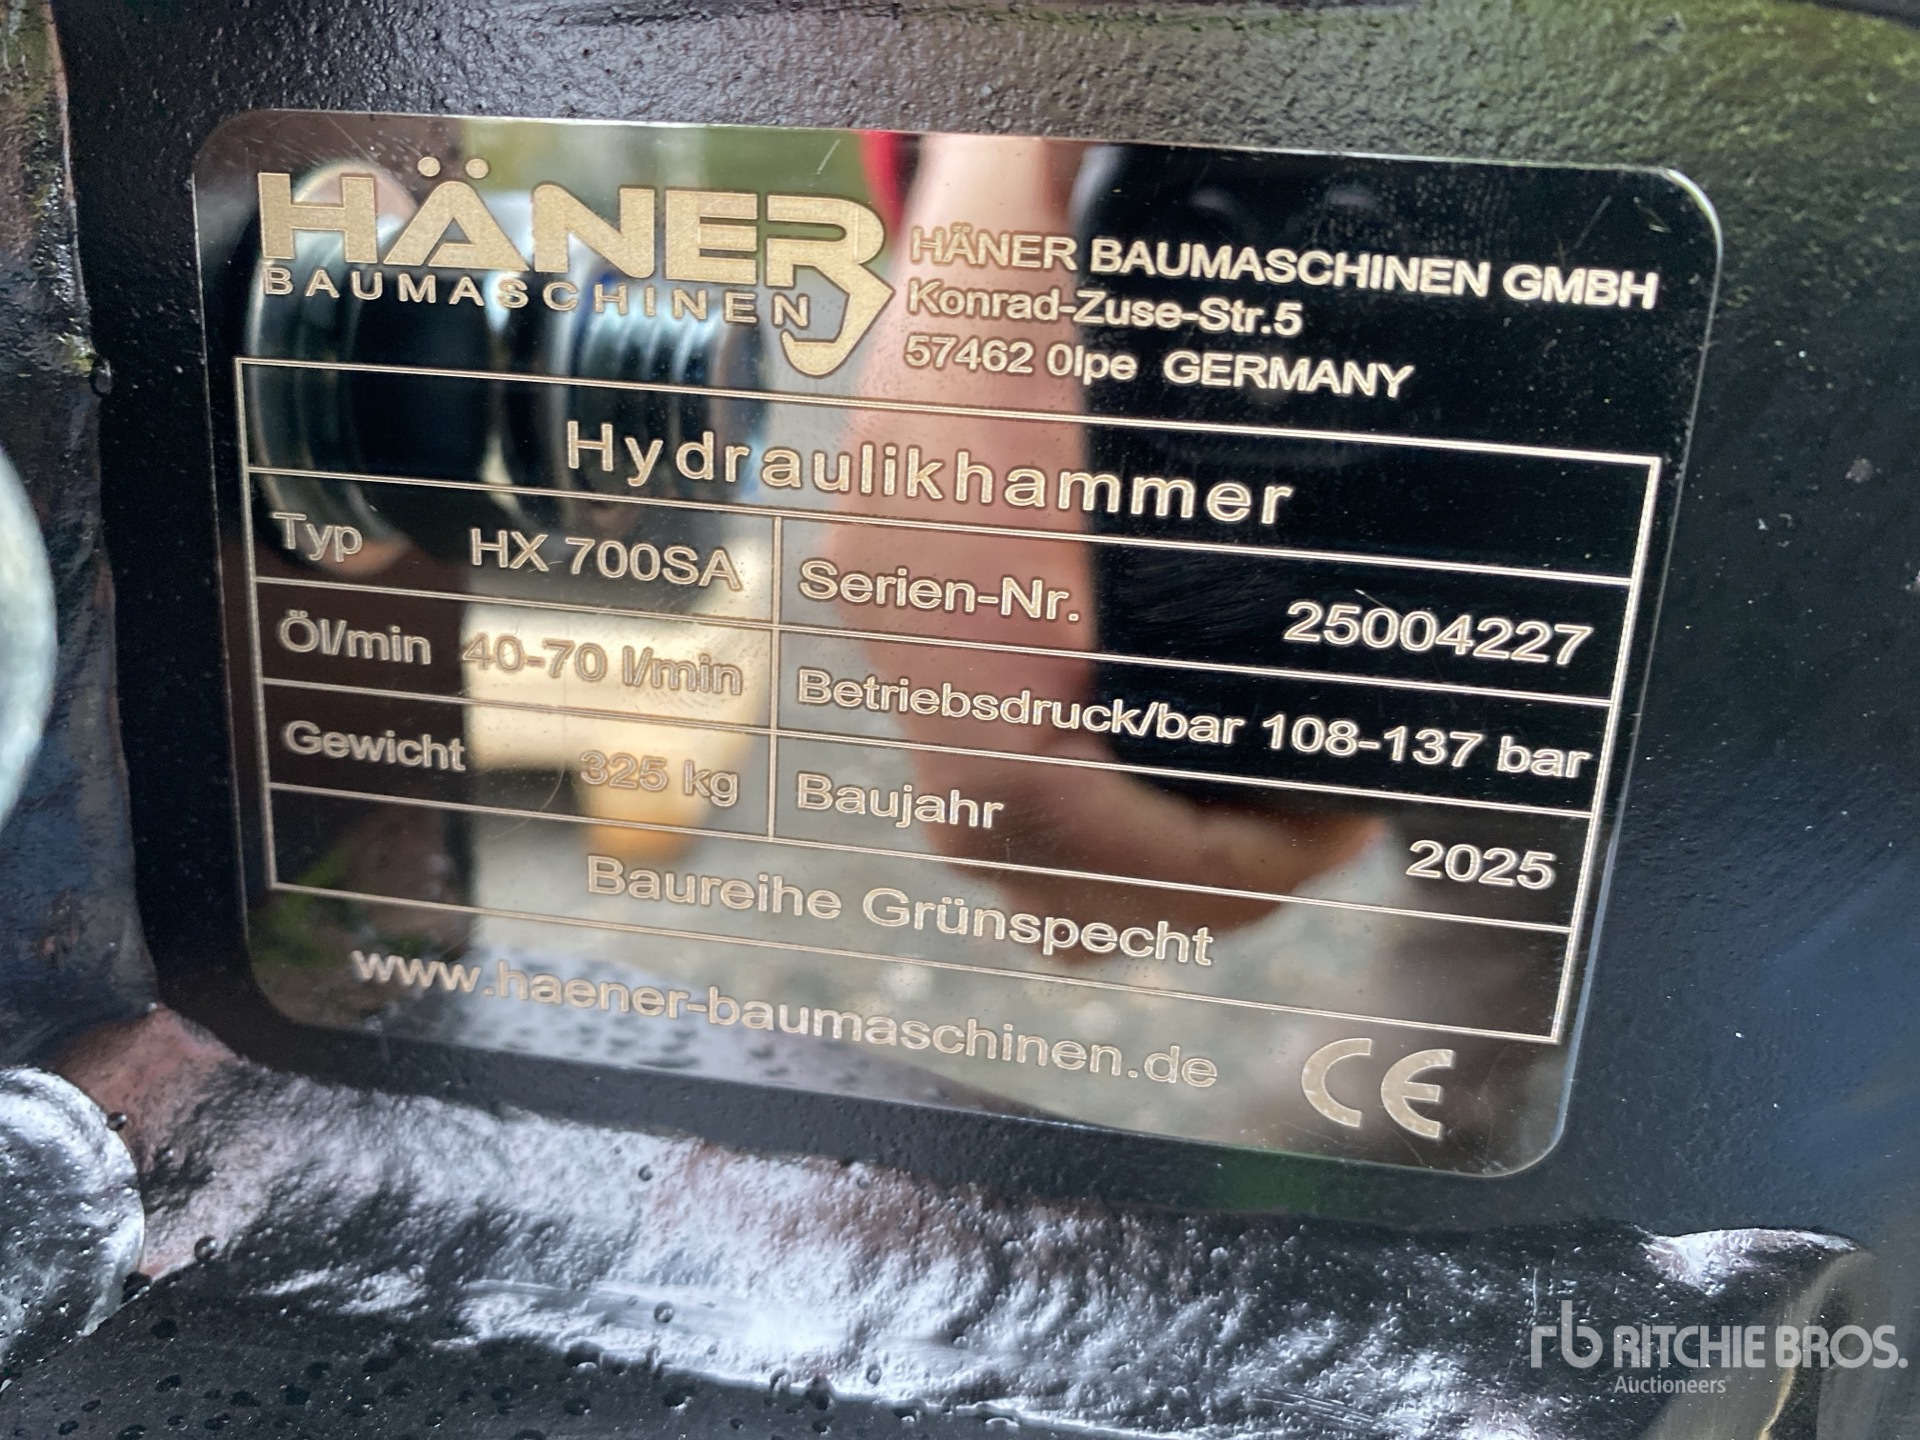 HÄNER
BAUMASCHINEN
HÄNER BAUMASCHINEN GMBH
Konrad-Zuse-Str.5
57462 Olpe GERMANY
Hydraulikhammer
Typ HX 700SA Serien-Nr. 25004227
Öl/min 40-70 l/min Betriebsdruck/bar 108-137 bar
Gewicht 325 kg Baujahr 2025
Baureihe Grünspecht
www.haener-baumaschinen.de CE
rb RITCHIE BROS.
Auctioneers